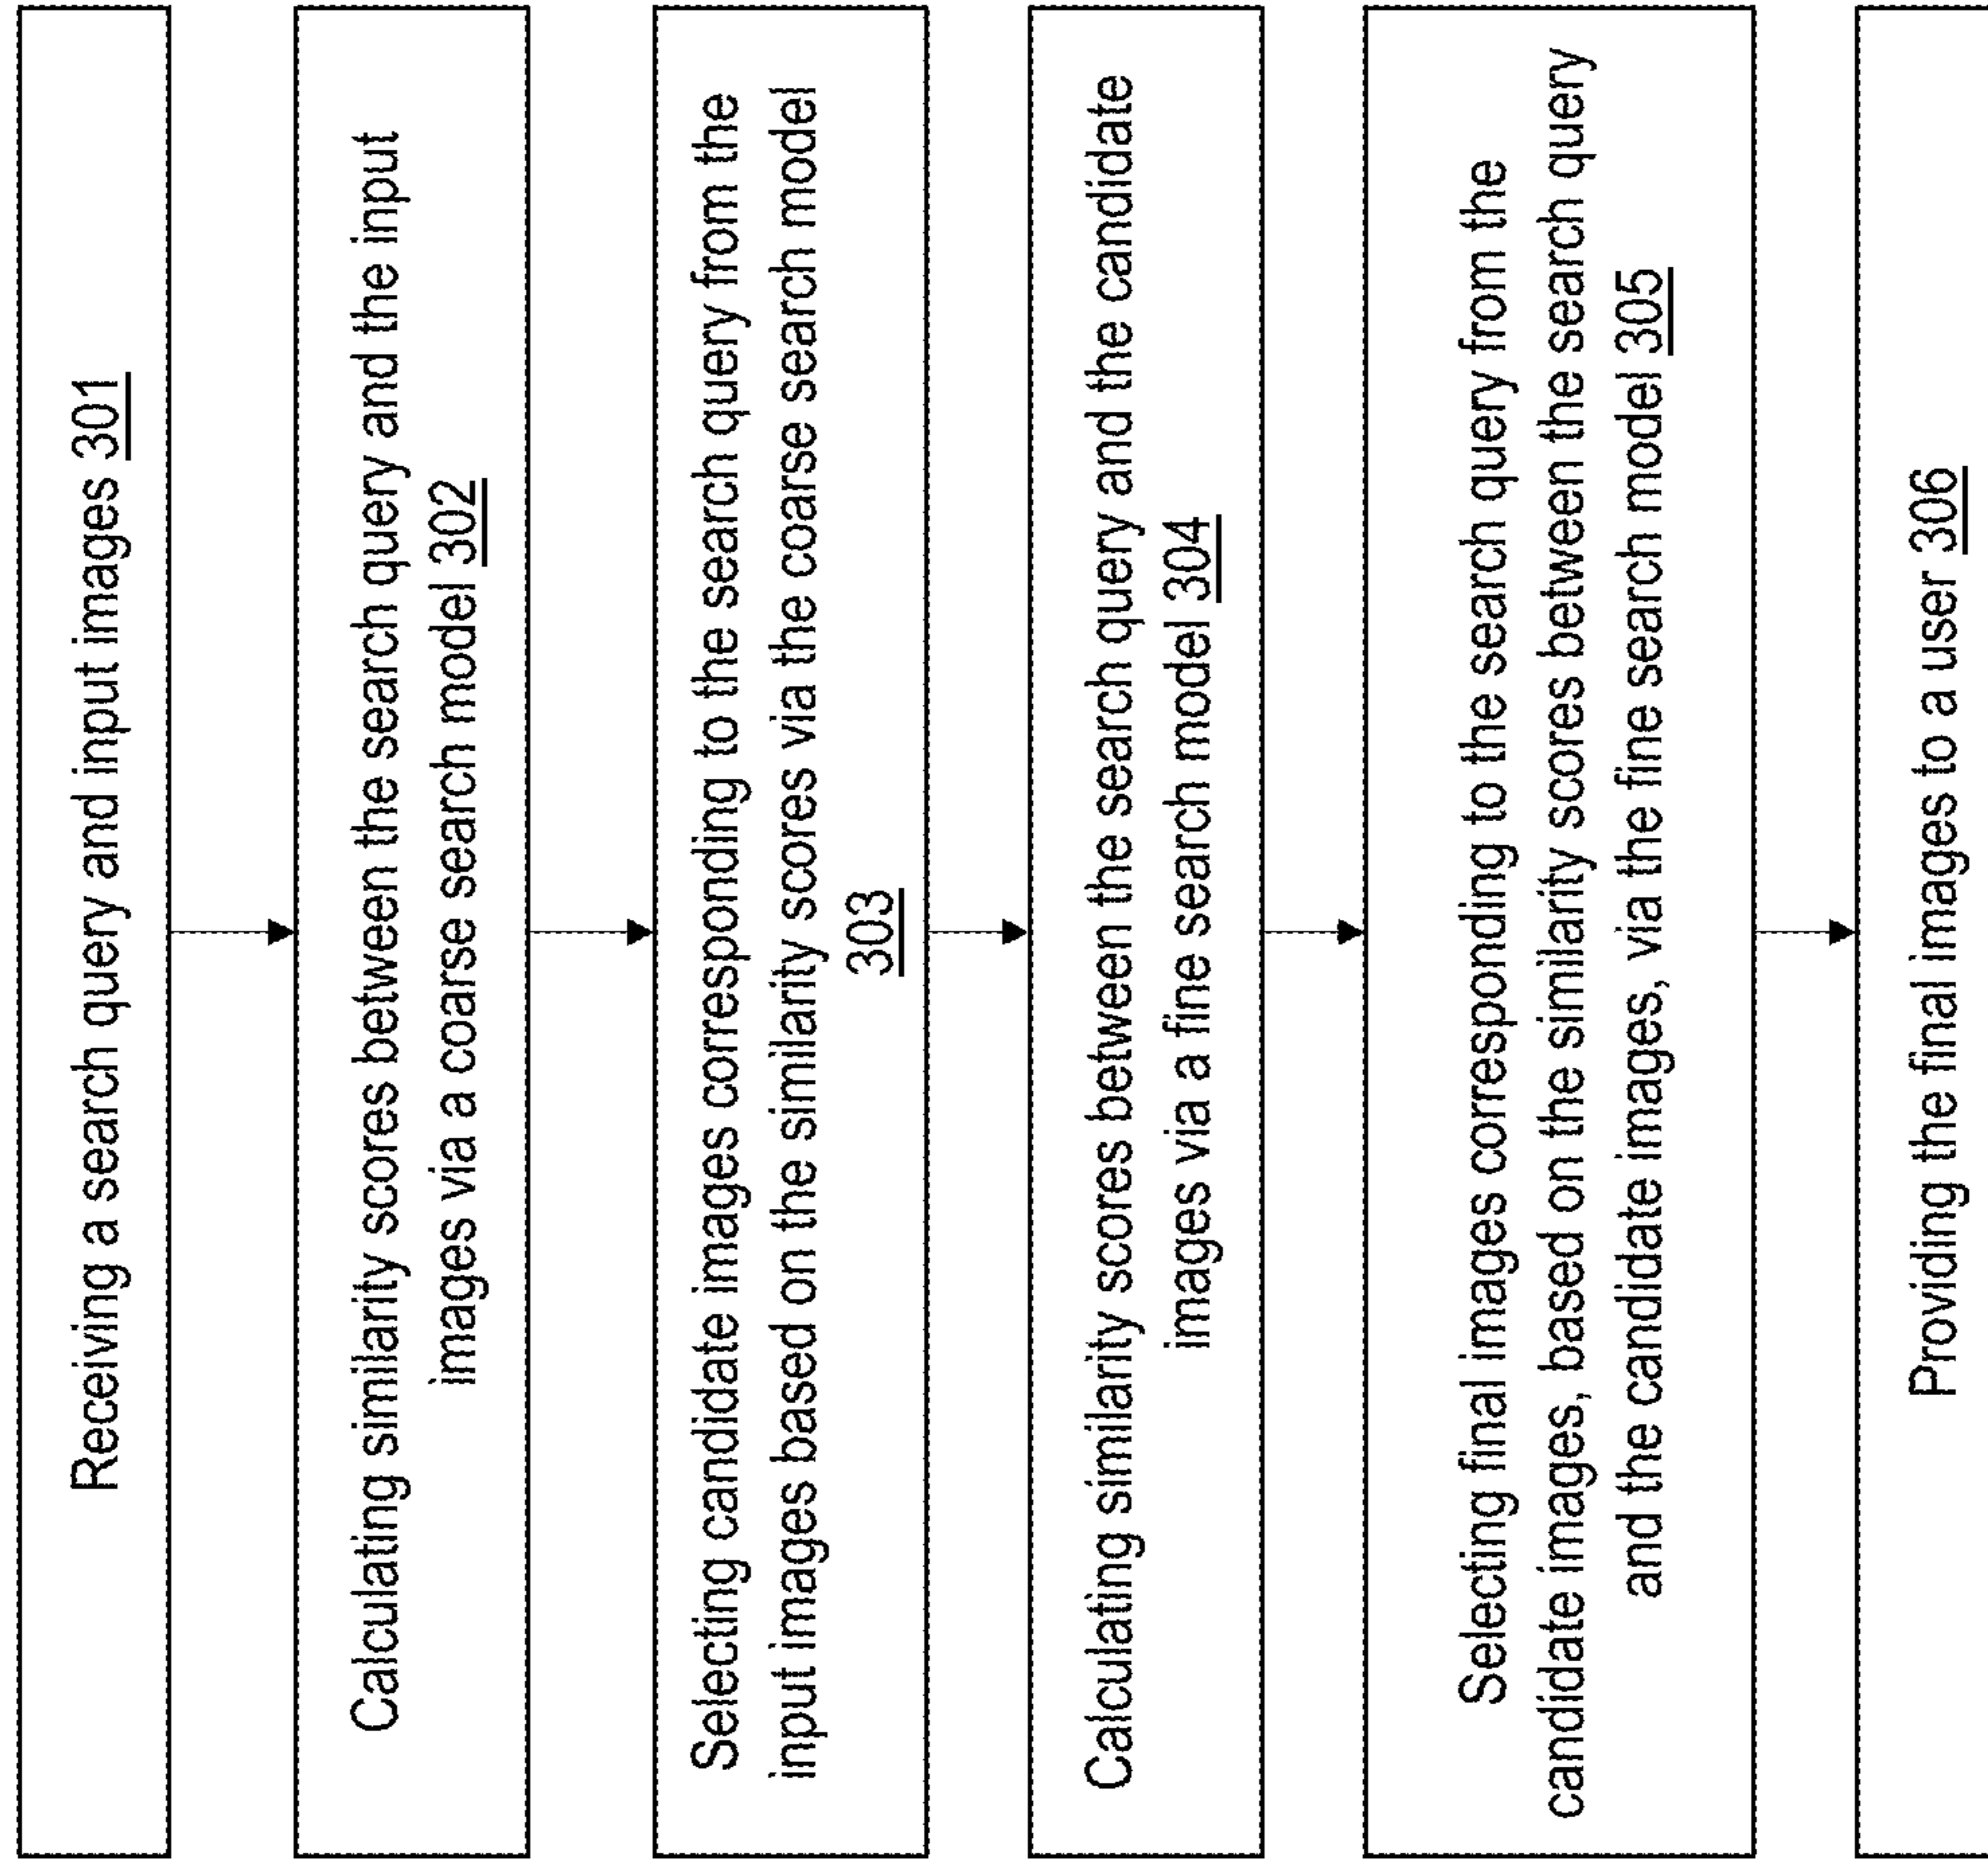 Receiving a search query and input images 301
Calculating similarity scores between the search query and the input
images via a coarse search model 302
Selecting candidate images corresponding to the search query from the
input images based on the similarity scores via the coarse search model
303
Calculating similarity scores between the search query and the candidate
images via a fine search model 304
Selecting final images corresponding to the search query from the
candidate images, based on the similarity scores between the search query
and the candidate images, via the fine search model 305
Providing the final images to a user 306